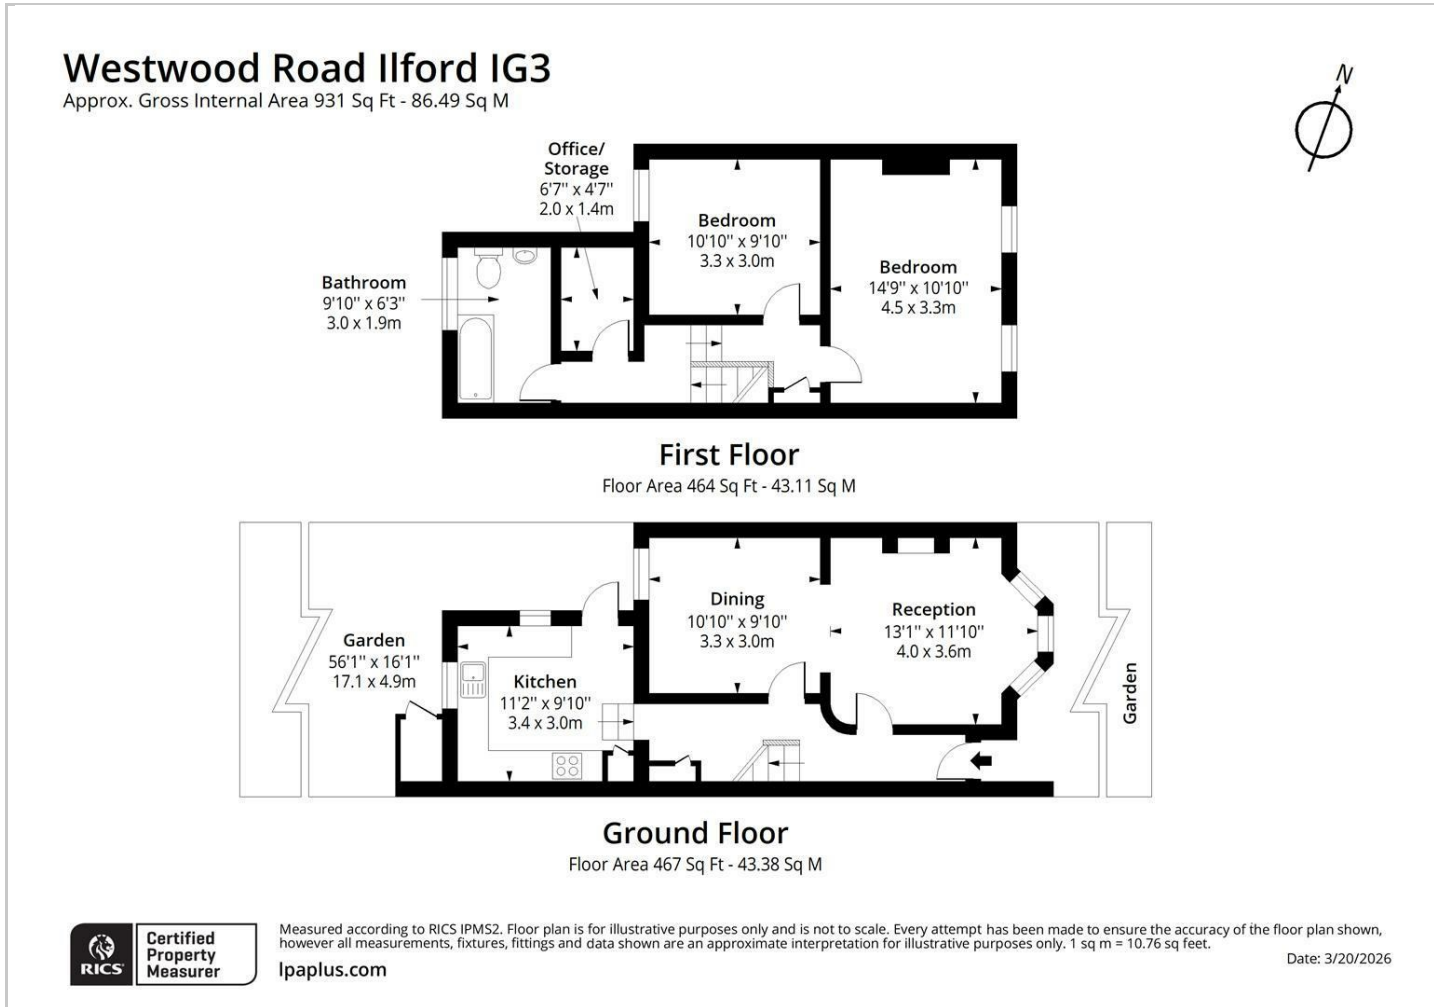 Westwood Road Ilford IG3
Approx. Gross Internal Area 931 Sq Ft - 86.49 Sq M
N
Office/
Storage
6'7'' x 4'7''
2.0 x 1.4m
Bedroom
10'10'' x 9'10''
3.3 x 3.0m
Bedroom
14'9'' x 10'10''
4.5 x 3.3m
Bathroom
9'10'' x 6'3''
3.0 x 1.9m
First Floor
Floor Area 464 Sq Ft - 43.11 Sq M
Dining
10'10'' x 9'10''
3.3 x 3.0m
Reception
13'1'' x 11'10''
4.0 x 3.6m
Garden
56'1'' x 16'1''
17.1 x 4.9m
Kitchen
11'2'' x 9'10''
3.4 x 3.0m
Garden
Ground Floor
Floor Area 467 Sq Ft - 43.38 Sq M
RICS
Certified
Property
Measurer
Measured according to RICS IPMS2. Floor plan is for illustrative purposes only and is not to scale. Every attempt has been made to ensure the accuracy of the floor plan shown,
however all measurements, fixtures, fittings and data shown are an approximate interpretation for illustrative purposes only. 1 sq m = 10.76 sq feet.
lpaplus.com
Date: 3/20/2026